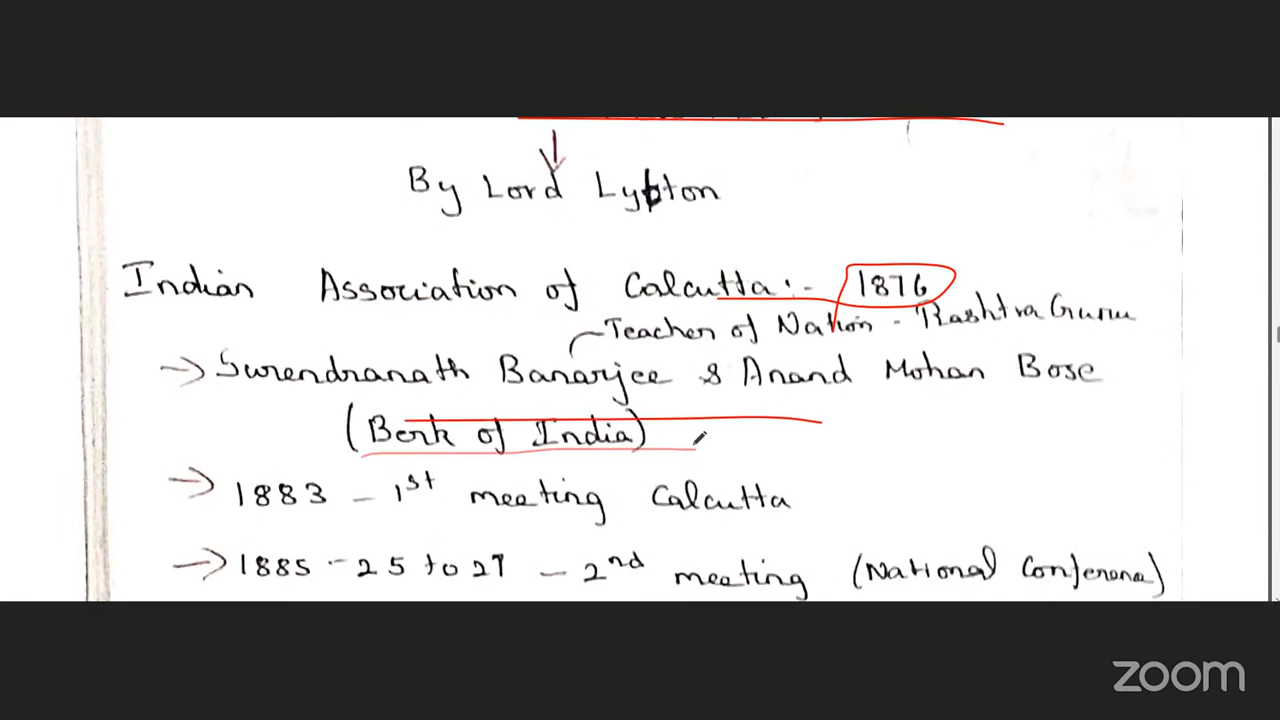 By Lord Lytton
Indian Association of Calcutta:- 1876
Teacher of Nation - Rashtra Guru
→ Surendranath Banarjee & Anand Mohan Bose
(Berk of India)
→ 1883 - 1st meeting Calcutta
→ 1885 - 25 to 27 - 2nd meeting (National Conference)
zoom